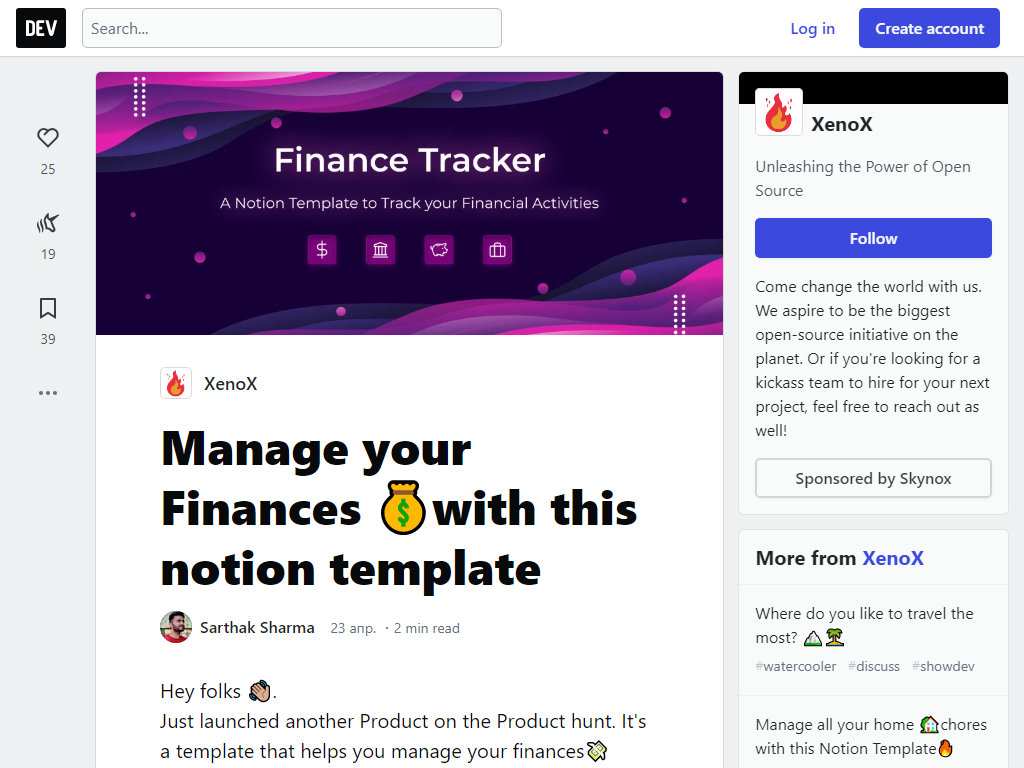 DEV
Search...
Log in
Create account
25
19
39
Finance Tracker
A Notion Template to Track your Financial Activities
XenoX
Manage your
Finances 💰with this
notion template
Sarthak Sharma 23 апр. · 2 min read
Hey folks 👋🏽.
Just launched another Product on the Product hunt. It's
a template that helps you manage your finances💸
XenoX
Unleashing the Power of Open
Source
Follow
Come change the world with us.
We aspire to be the biggest
open-source initiative on the
planet. Or if you're looking for a
kickass team to hire for your next
project, feel free to reach out as
well!
Sponsored by Skynox
More from XenoX
Where do you like to travel the
most? ⛰️🏝️
#watercooler #discuss #showdev
Manage all your home 🏠chores
with this Notion Template🔥